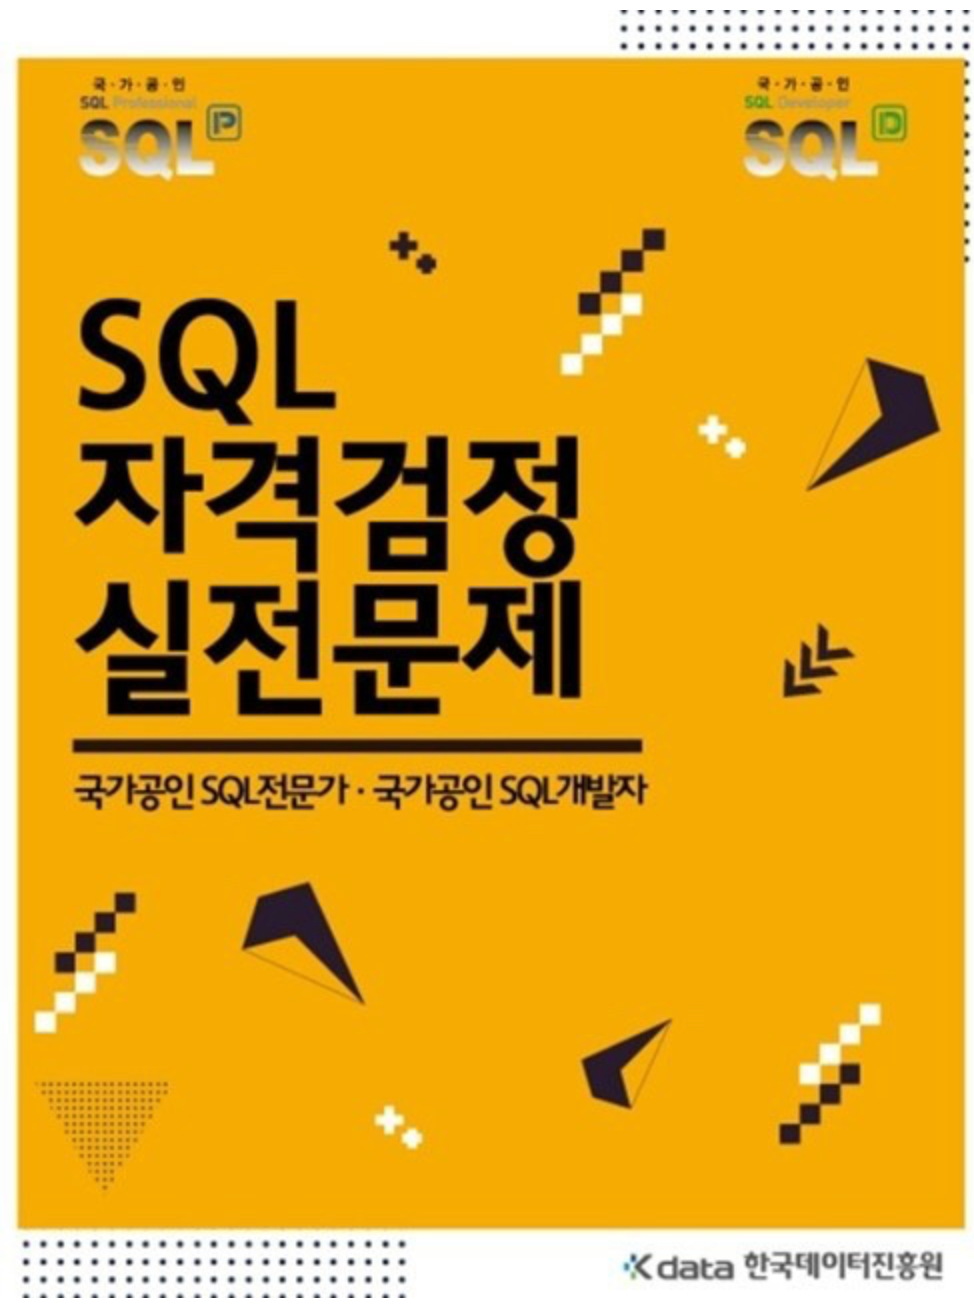 국·가·공·인
SQL Professional
SQL P
국·가·공·인
SQL Developer
SQL D
SQL
자격검정
실전문제
국가공인 SQL전문가 · 국가공인 SQL개발자
Kdata 한국데이터진흥원